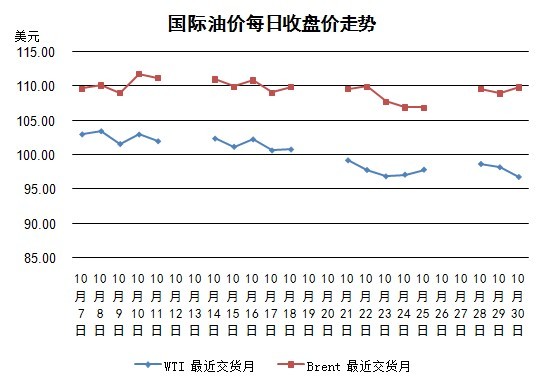 国际油价每日收盘价走势
美元
115.00
110.00
105.00
100.00
95.00
90.00
85.00
10月7日
10月8日
10月9日
10月10日
10月11日
10月12日
10月13日
10月14日
10月15日
10月16日
10月17日
10月18日
10月19日
10月20日
10月21日
10月22日
10月23日
10月24日
10月25日
10月26日
10月27日
10月28日
10月29日
10月30日
WTI 最近交货月
Brent 最近交货月